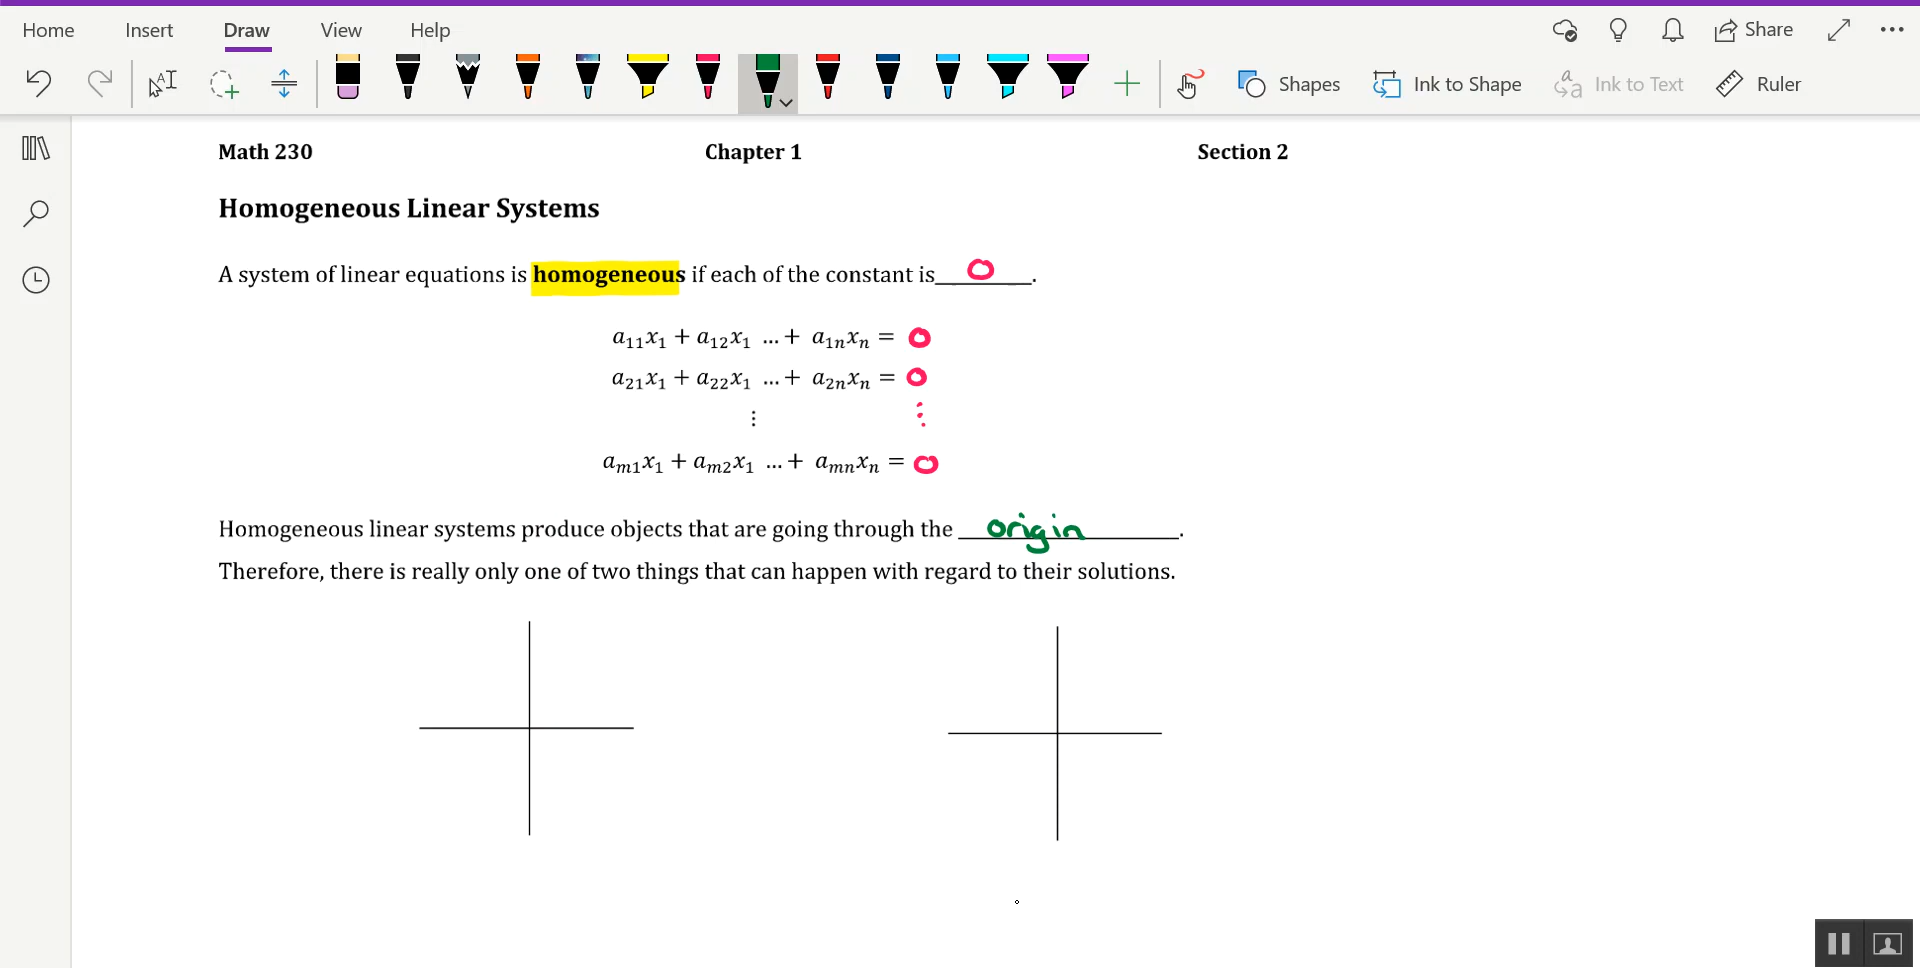 Home Insert Draw View Help Share
Shapes Ink to Shape Ink to Text Ruler
Math 230 Chapter 1 Section 2
Homogeneous Linear Systems
A system of linear equations is homogeneous if each of the constant is 0.
a₁₁x₁ + a₁₂x₁ …+ a₁ₙxₙ = 0
a₂₁x₁ + a₂₂x₁ …+ a₂ₙxₙ = 0
⋮ ⋮
aₘ₁x₁ + aₘ₂x₁ …+ aₘₙxₙ = 0
Homogeneous linear systems produce objects that are going through the origin.
Therefore, there is really only one of two things that can happen with regard to their solutions.